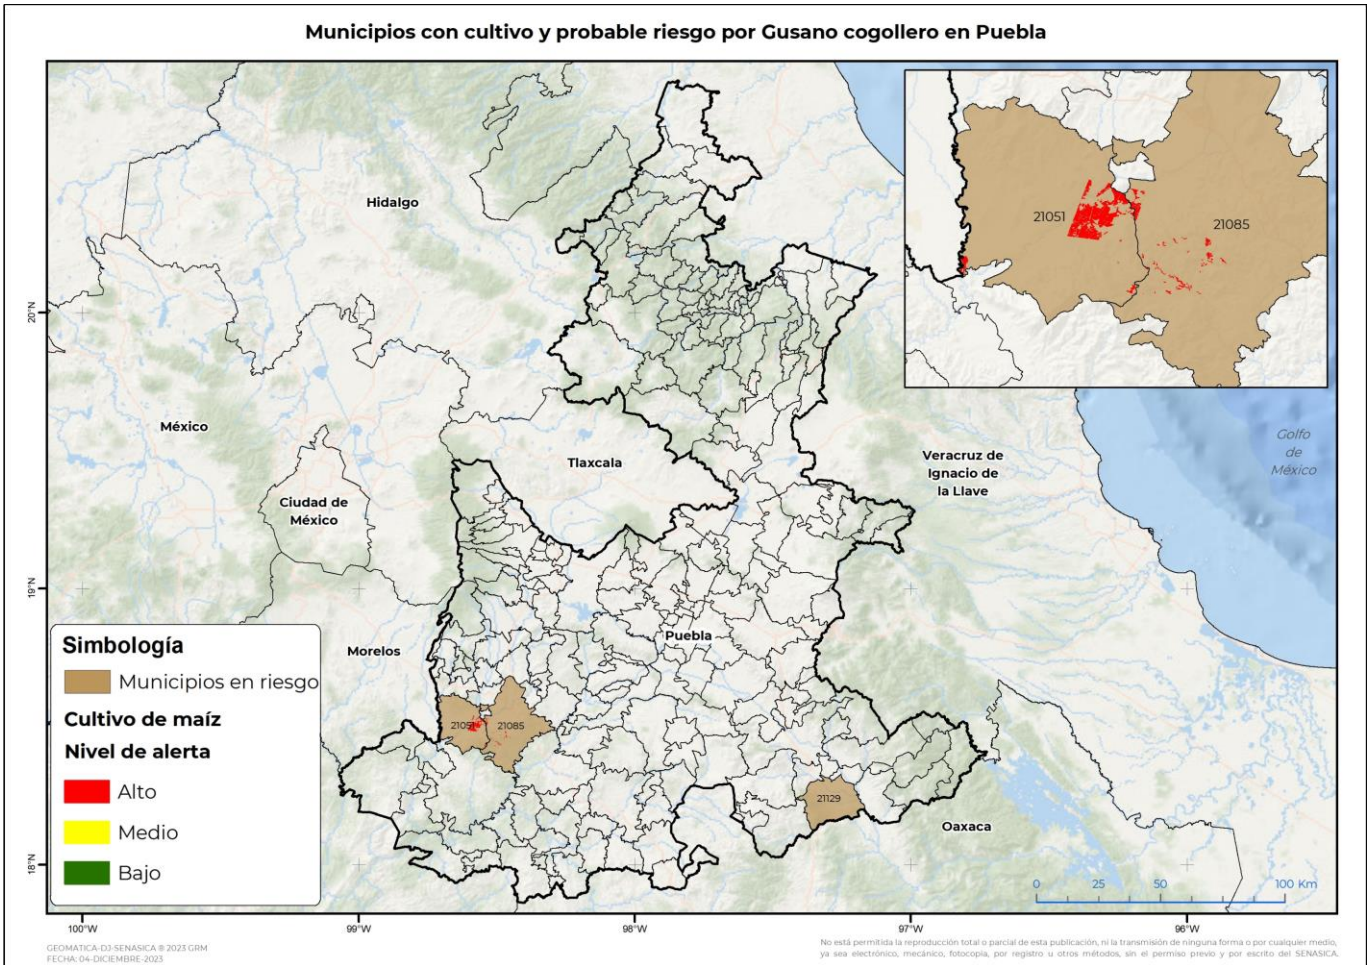 Municipios con cultivo y probable riesgo por Gusano cogollero en Puebla
Hidalgo
México
Ciudad de
México
Tlaxcala
Veracruz de
Ignacio de
la Llave
Golfo
de
México
Morelos
Puebla
Oaxaca
21051
21085
21051
21085
21129
20°N
19°N
18°N
Simbología
Municipios en riesgo
Cultivo de maíz
Nivel de alerta
Alto
Medio
Bajo
0 25 50 100 Km
100°W 99°W 98°W 97°W 96°W
GEOMATICA-DJ-SENASICA ® 2023 GRM
FECHA: 04-DICIEMBRE-2023
No está permitida la reproducción total o parcial de esta publicación, ni la transmisión de ninguna forma o por cualquier medio,
ya sea electrónico, mecánico, fotocopia, por registro u otros métodos, sin el permiso previo y por escrito del SENASICA.